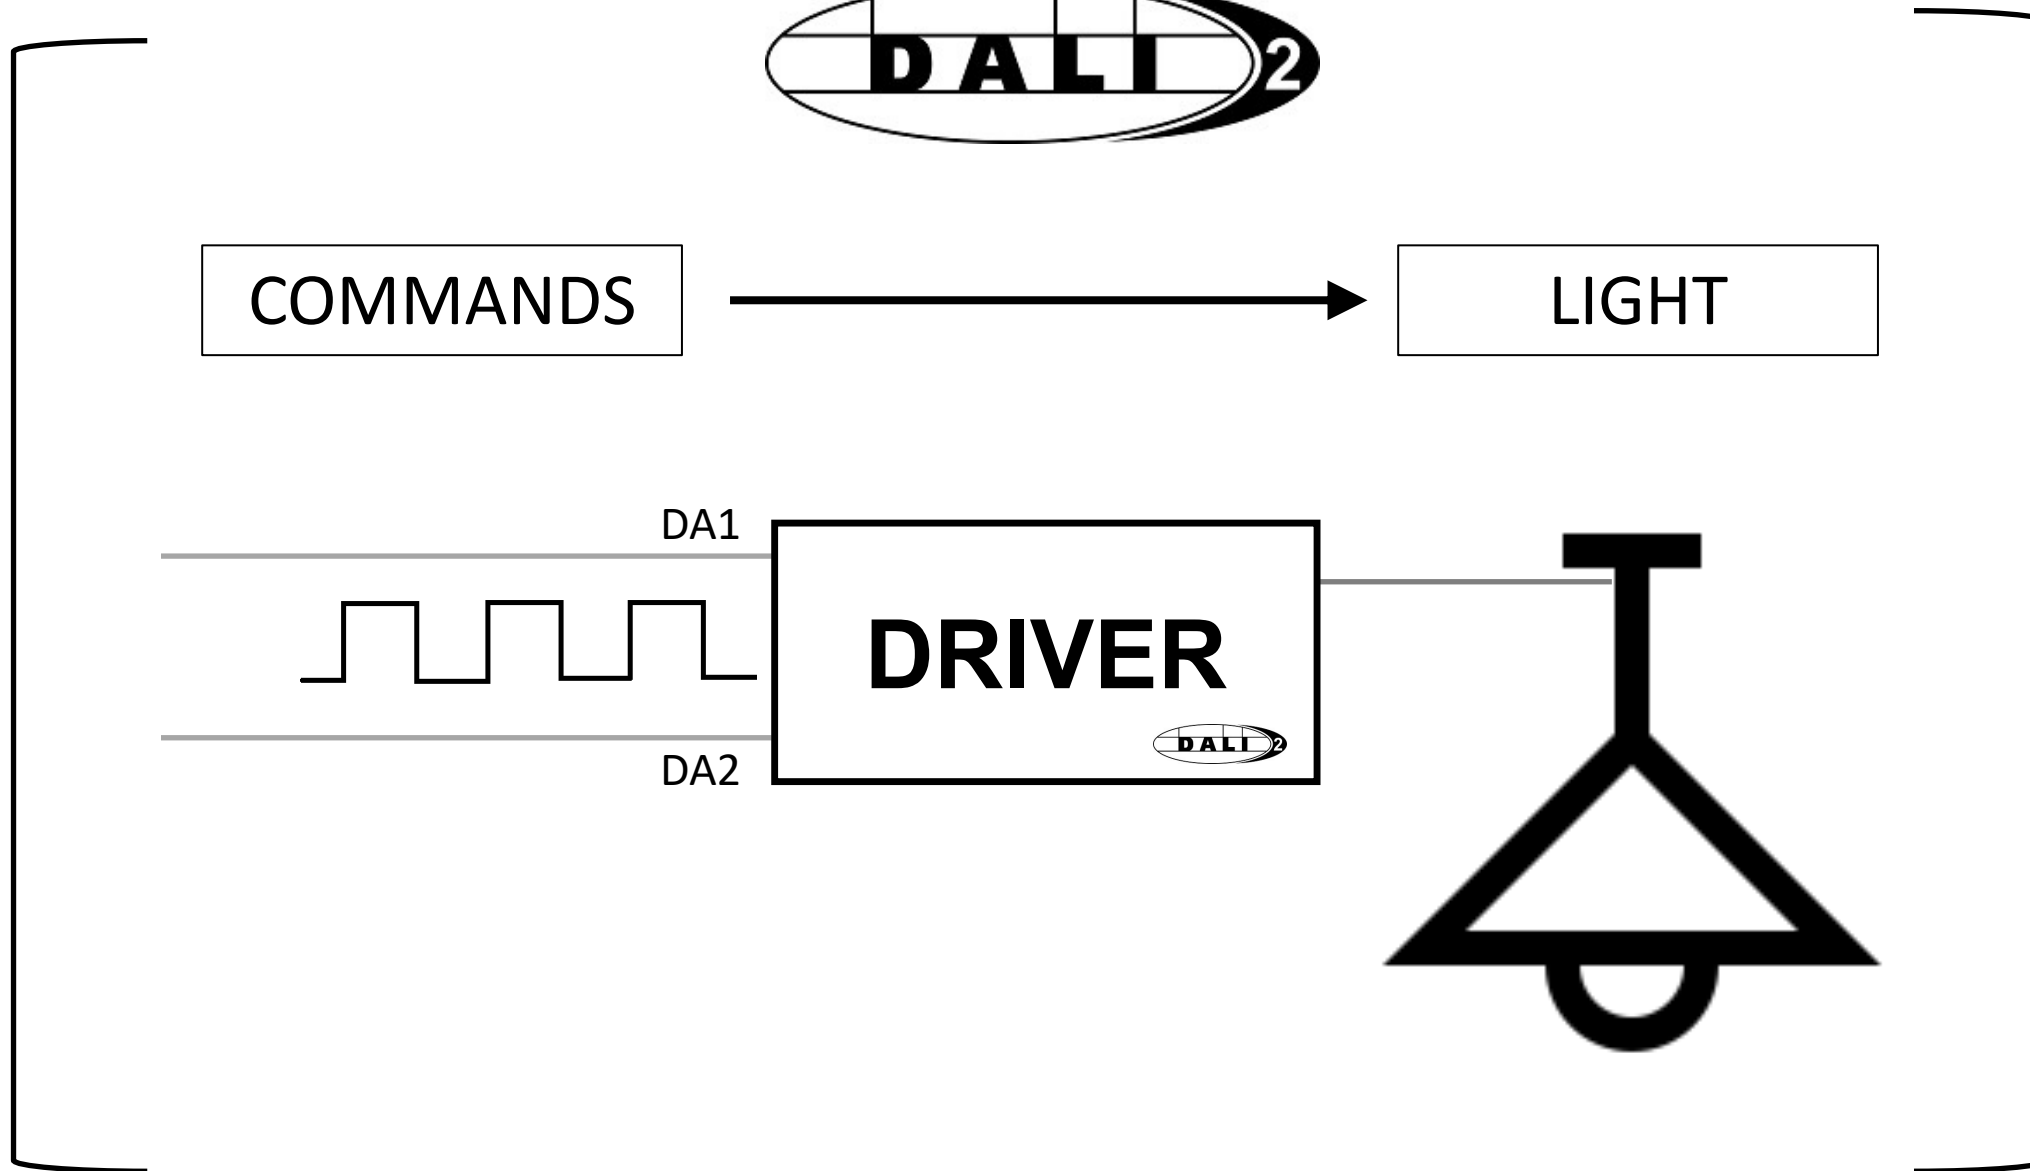 DALI 2
COMMANDS
LIGHT
DA1
DRIVER
DALI 2
DA2